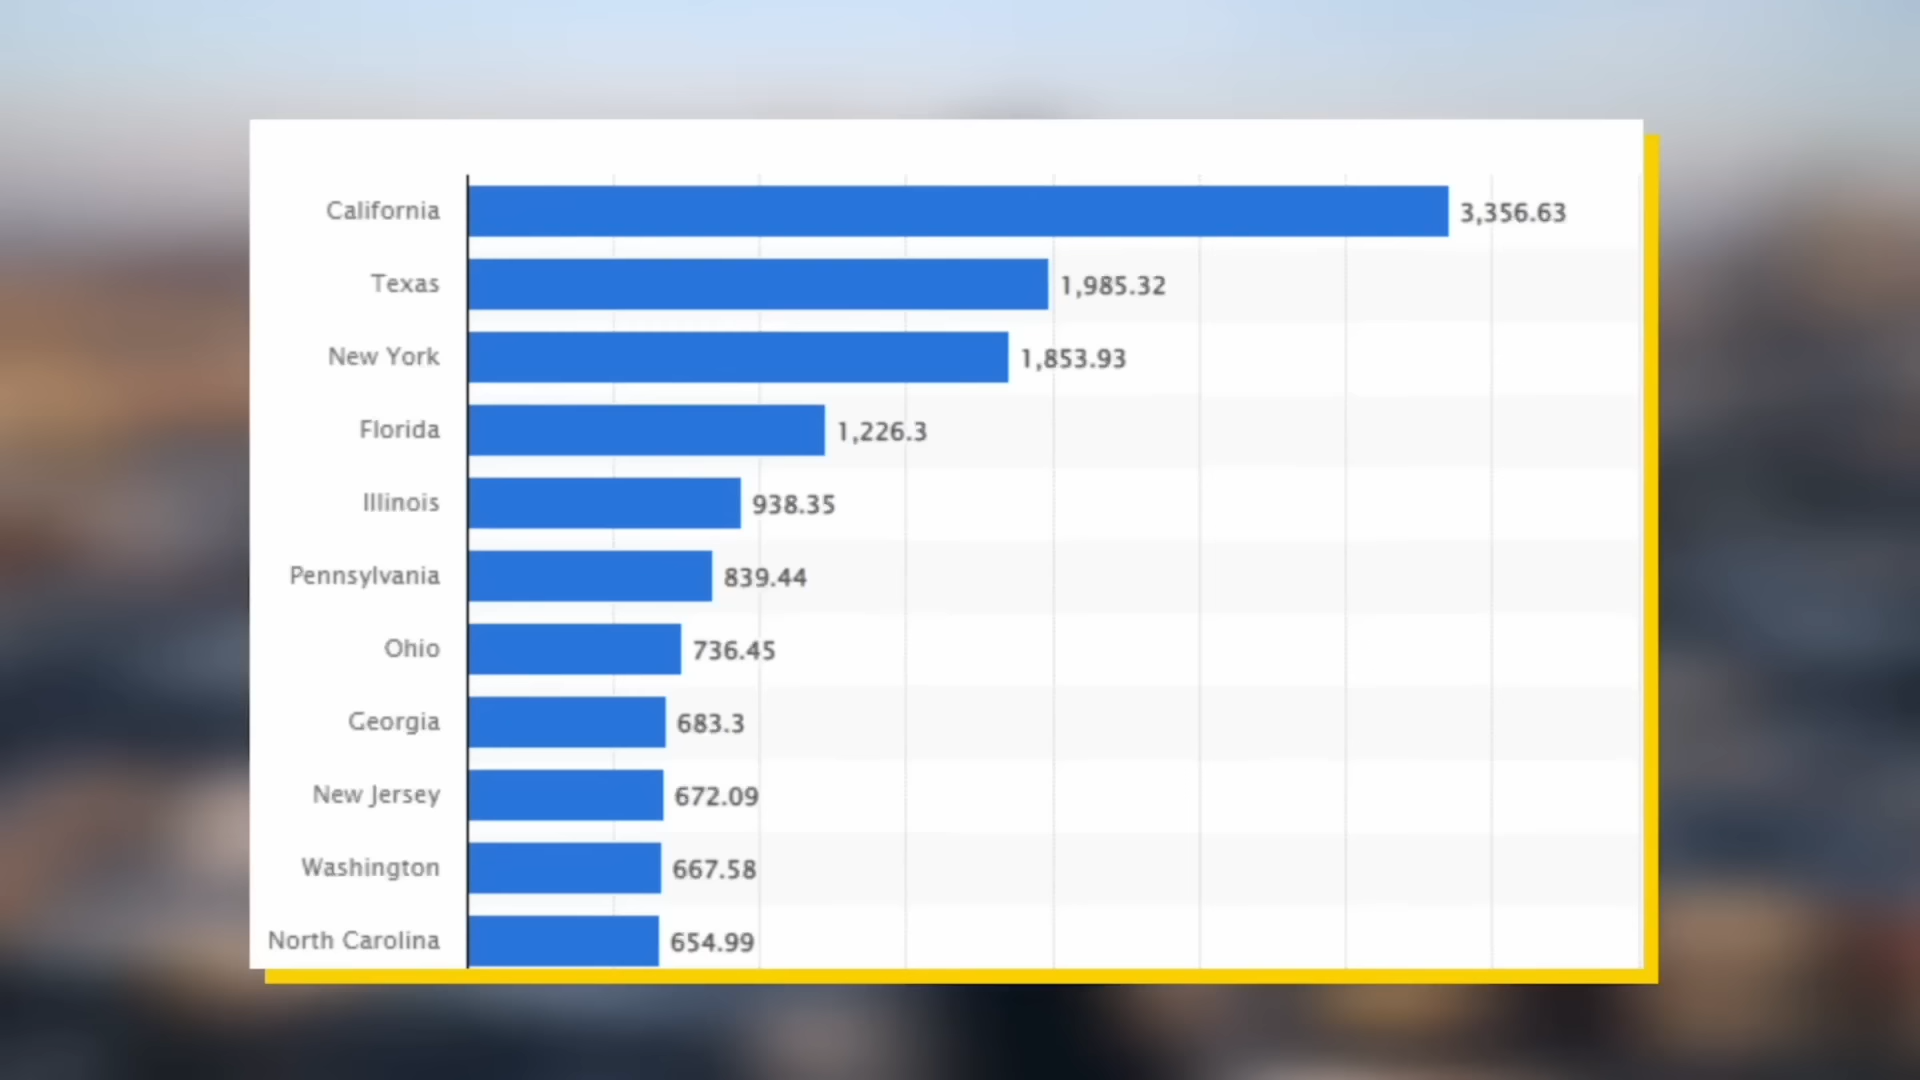 California 3,356.63
Texas 1,985.32
New York 1,853.93
Florida 1,226.3
Illinois 938.35
Pennsylvania 839.44
Ohio 736.45
Georgia 683.3
New Jersey 672.09
Washington 667.58
North Carolina 654.99